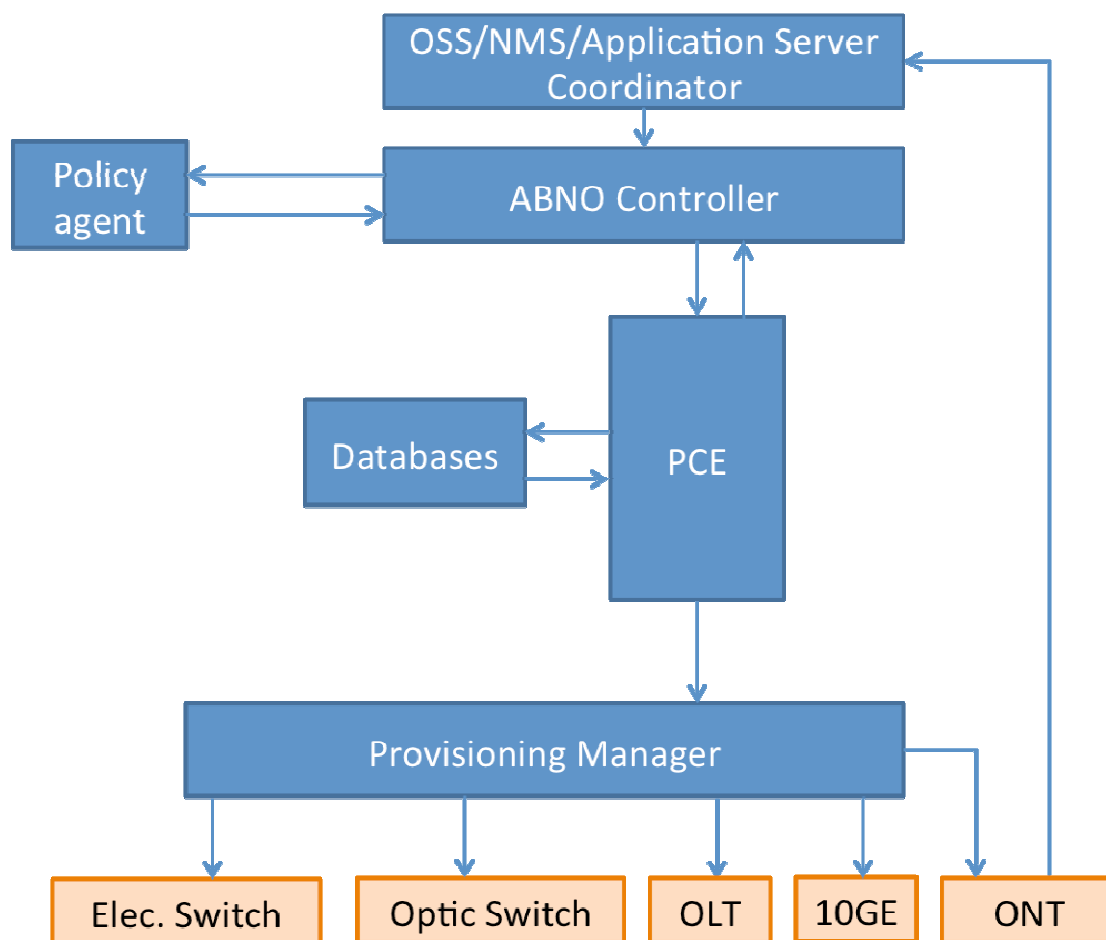 OSS/NMS/Application Server
Coordinator
Policy
agent
ABNO Controller
Databases
PCE
Provisioning Manager
Elec. Switch
Optic Switch
OLT
10GE
ONT